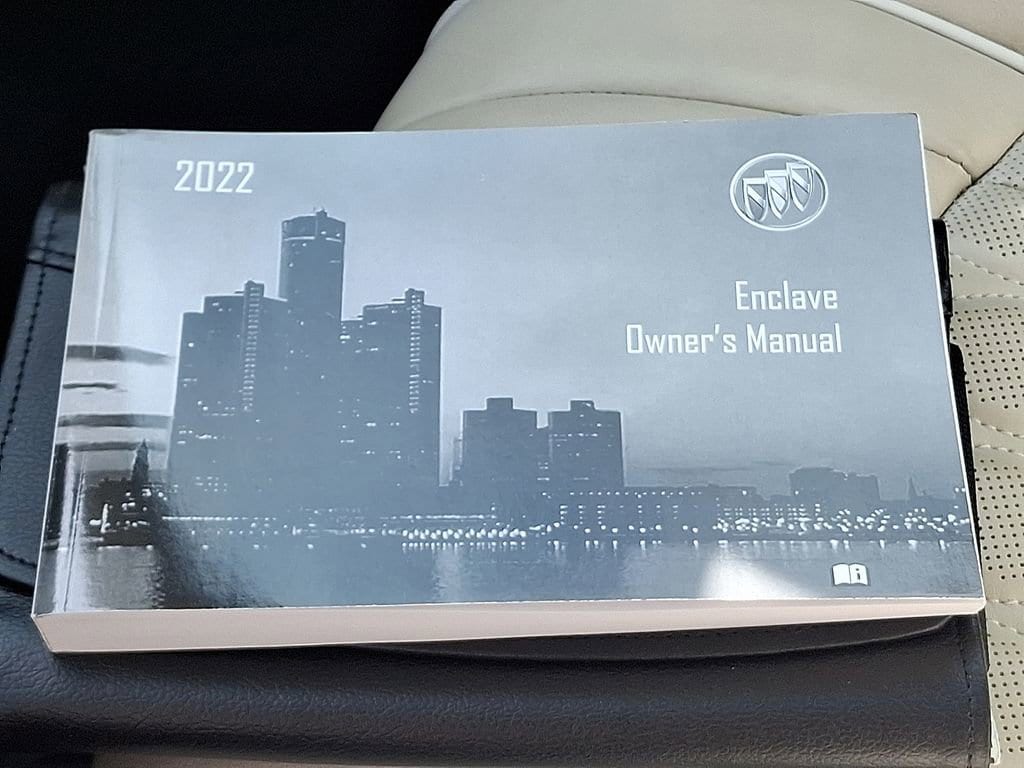 2022
Enclave
Owner's Manual
i